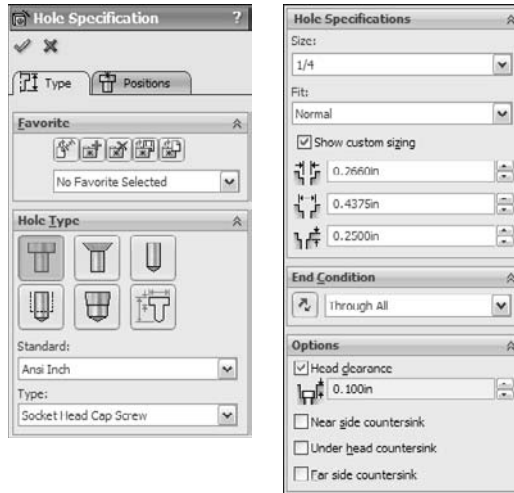 Hole Specification ?
Type Positions
Favorite
No Favorite Selected
Hole Type
Standard:
Ansi Inch
Type:
Socket Head Cap Screw
Hole Specifications
Size:
1/4
Fit:
Normal
Show custom sizing
0.2660in
0.4375in
0.2500in
End Condition
Through All
Options
Head clearance
0.100in
Near side countersink
Under head countersink
Far side countersink